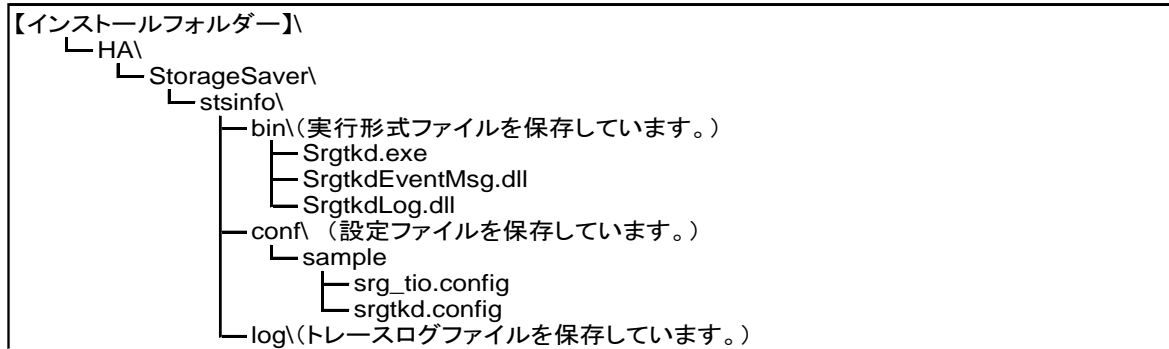 【インストールフォルダー】\
HA\
StorageSaver\
stsinfo\
bin\(実行形式ファイルを保存しています。)
Srgtkd.exe
SrgtkdEventMsg.dll
SrgtkdLog.dll
conf\ (設定ファイルを保存しています。)
sample
srg_tio.config
srgtkd.config
log\(トレースログファイルを保存しています。)